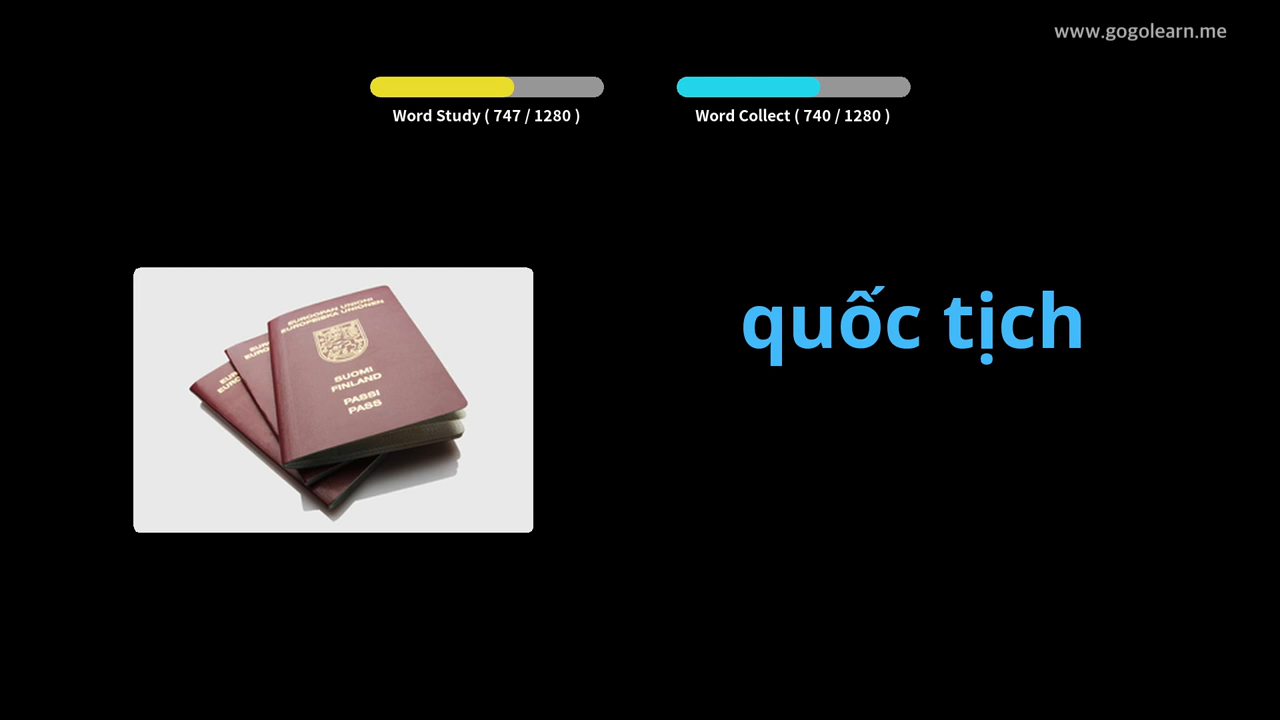 www.gogolearn.me
Word Study ( 747 / 1280 )
Word Collect ( 740 / 1280 )
quốc tịch
EUROOPAN UNIONI
EUROPEISKA UNIONEN
SUOMI
FINLAND
PASSI
PASS